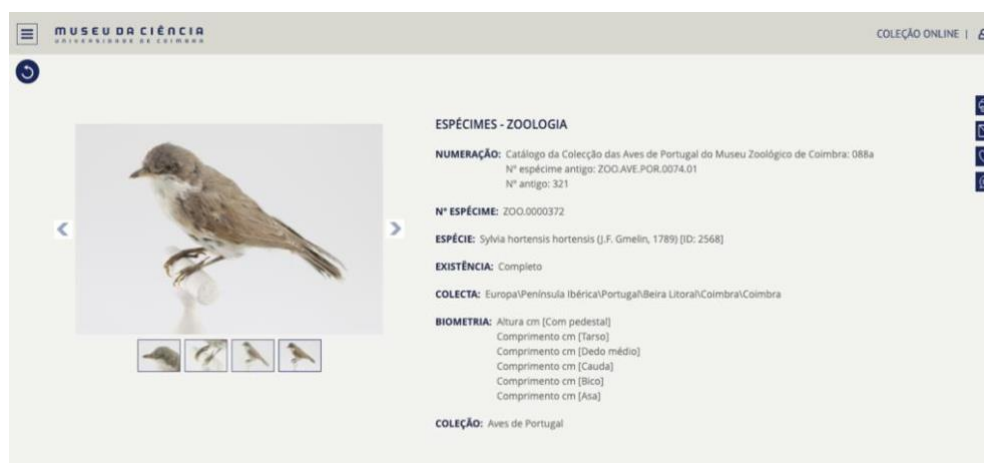 MUSEU DA CIÊNCIA
UNIVERSIDADE DE COIMBRA
COLEÇÃO ONLINE |
ESPÉCIMES - ZOOLOGIA
NUMERAÇÃO: Catálogo da Colecção das Aves de Portugal do Museu Zoológico de Coimbra: 088a
Nº espécime antigo: ZOO.AVE.POR.0074.01
Nº antigo: 321
Nº ESPÉCIME: ZOO.0000372
ESPÉCIE: Sylvia hortensis hortensis (J.F. Gmelin, 1789) [ID: 2568]
EXISTÊNCIA: Completo
COLECTA: Europa\Península Ibérica\Portugal\Beira Litoral\Coimbra\Coimbra
BIOMETRIA: Altura cm [Com pedestal]
Comprimento cm [Tarso]
Comprimento cm [Dedo médio]
Comprimento cm [Cauda]
Comprimento cm [Bico]
Comprimento cm [Asa]
COLEÇÃO: Aves de Portugal